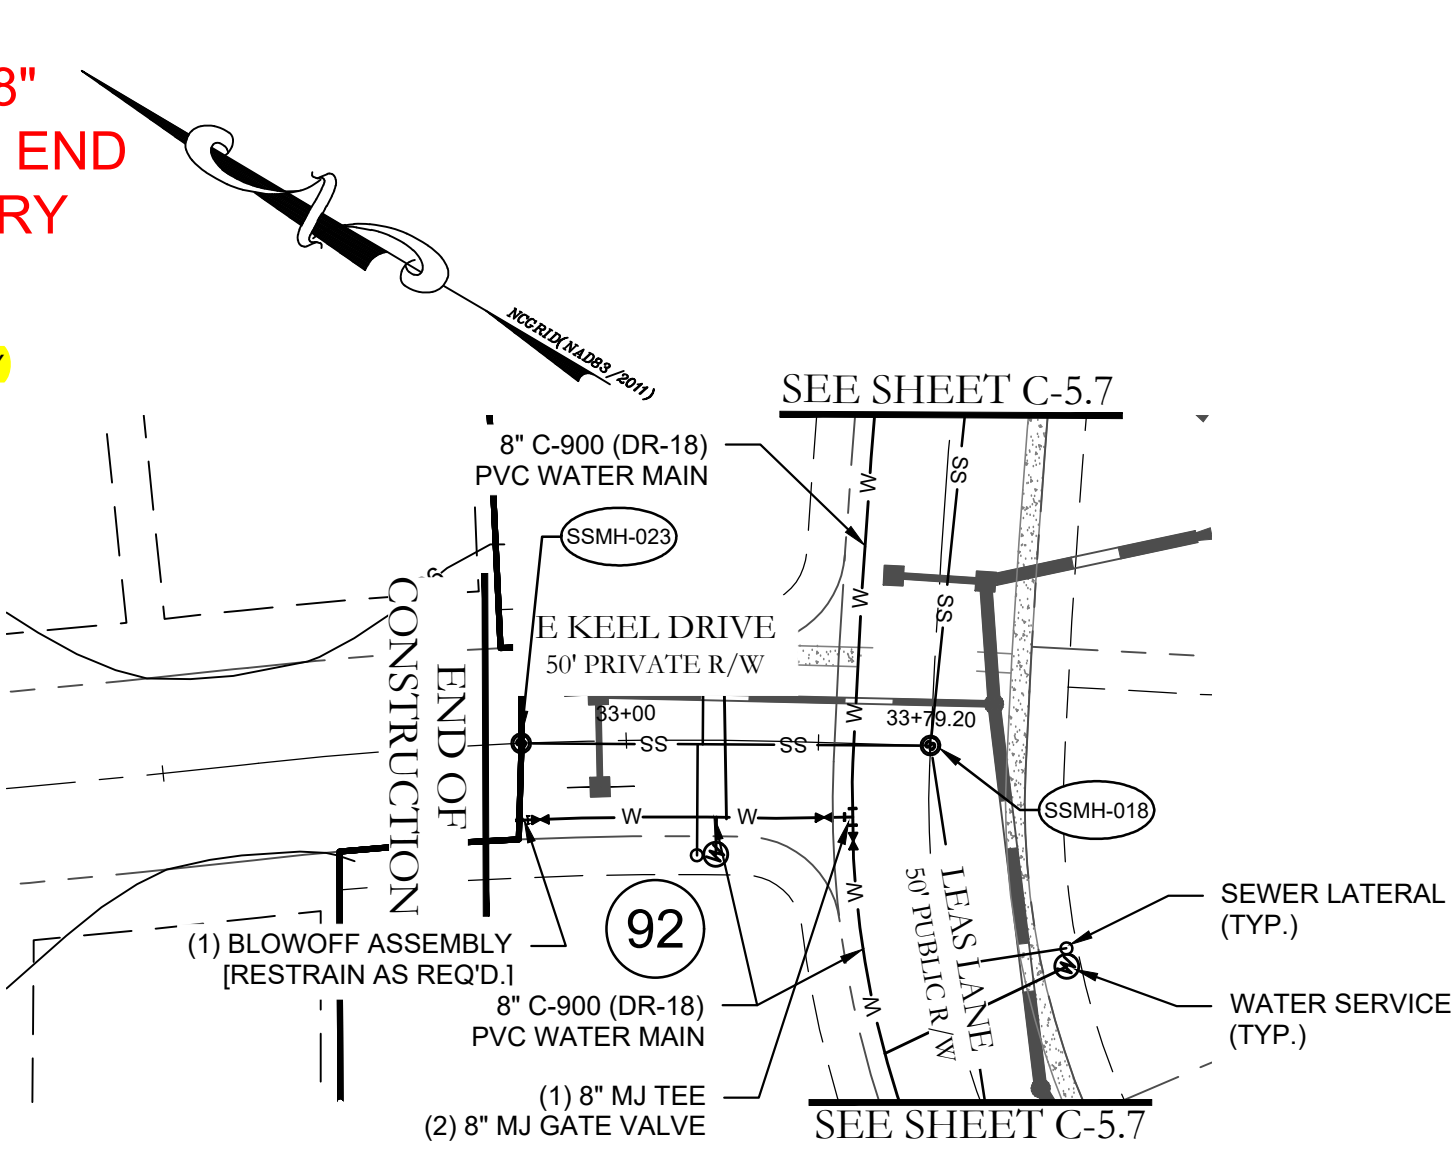 8"
END
RY
NCGRID(NAD83/2011)
SEE SHEET C-5.7
8" C-900 (DR-18)
PVC WATER MAIN
W
SS
SSMH-023
W
SS
E KEEL DRIVE
50' PRIVATE R/W
END OF
CONSTRUCTION
33+00
W
33+79.20
SS
SS
W
W
SSMH-018
W
92
LEAS LANE
50' PUBLIC R/W
SEWER LATERAL
(TYP.)
(1) BLOWOFF ASSEMBLY
[RESTRAIN AS REQ'D.]
8" C-900 (DR-18)
PVC WATER MAIN
W
WATER SERVICE
(TYP.)
(1) 8" MJ TEE
(2) 8" MJ GATE VALVE
SEE SHEET C-5.7